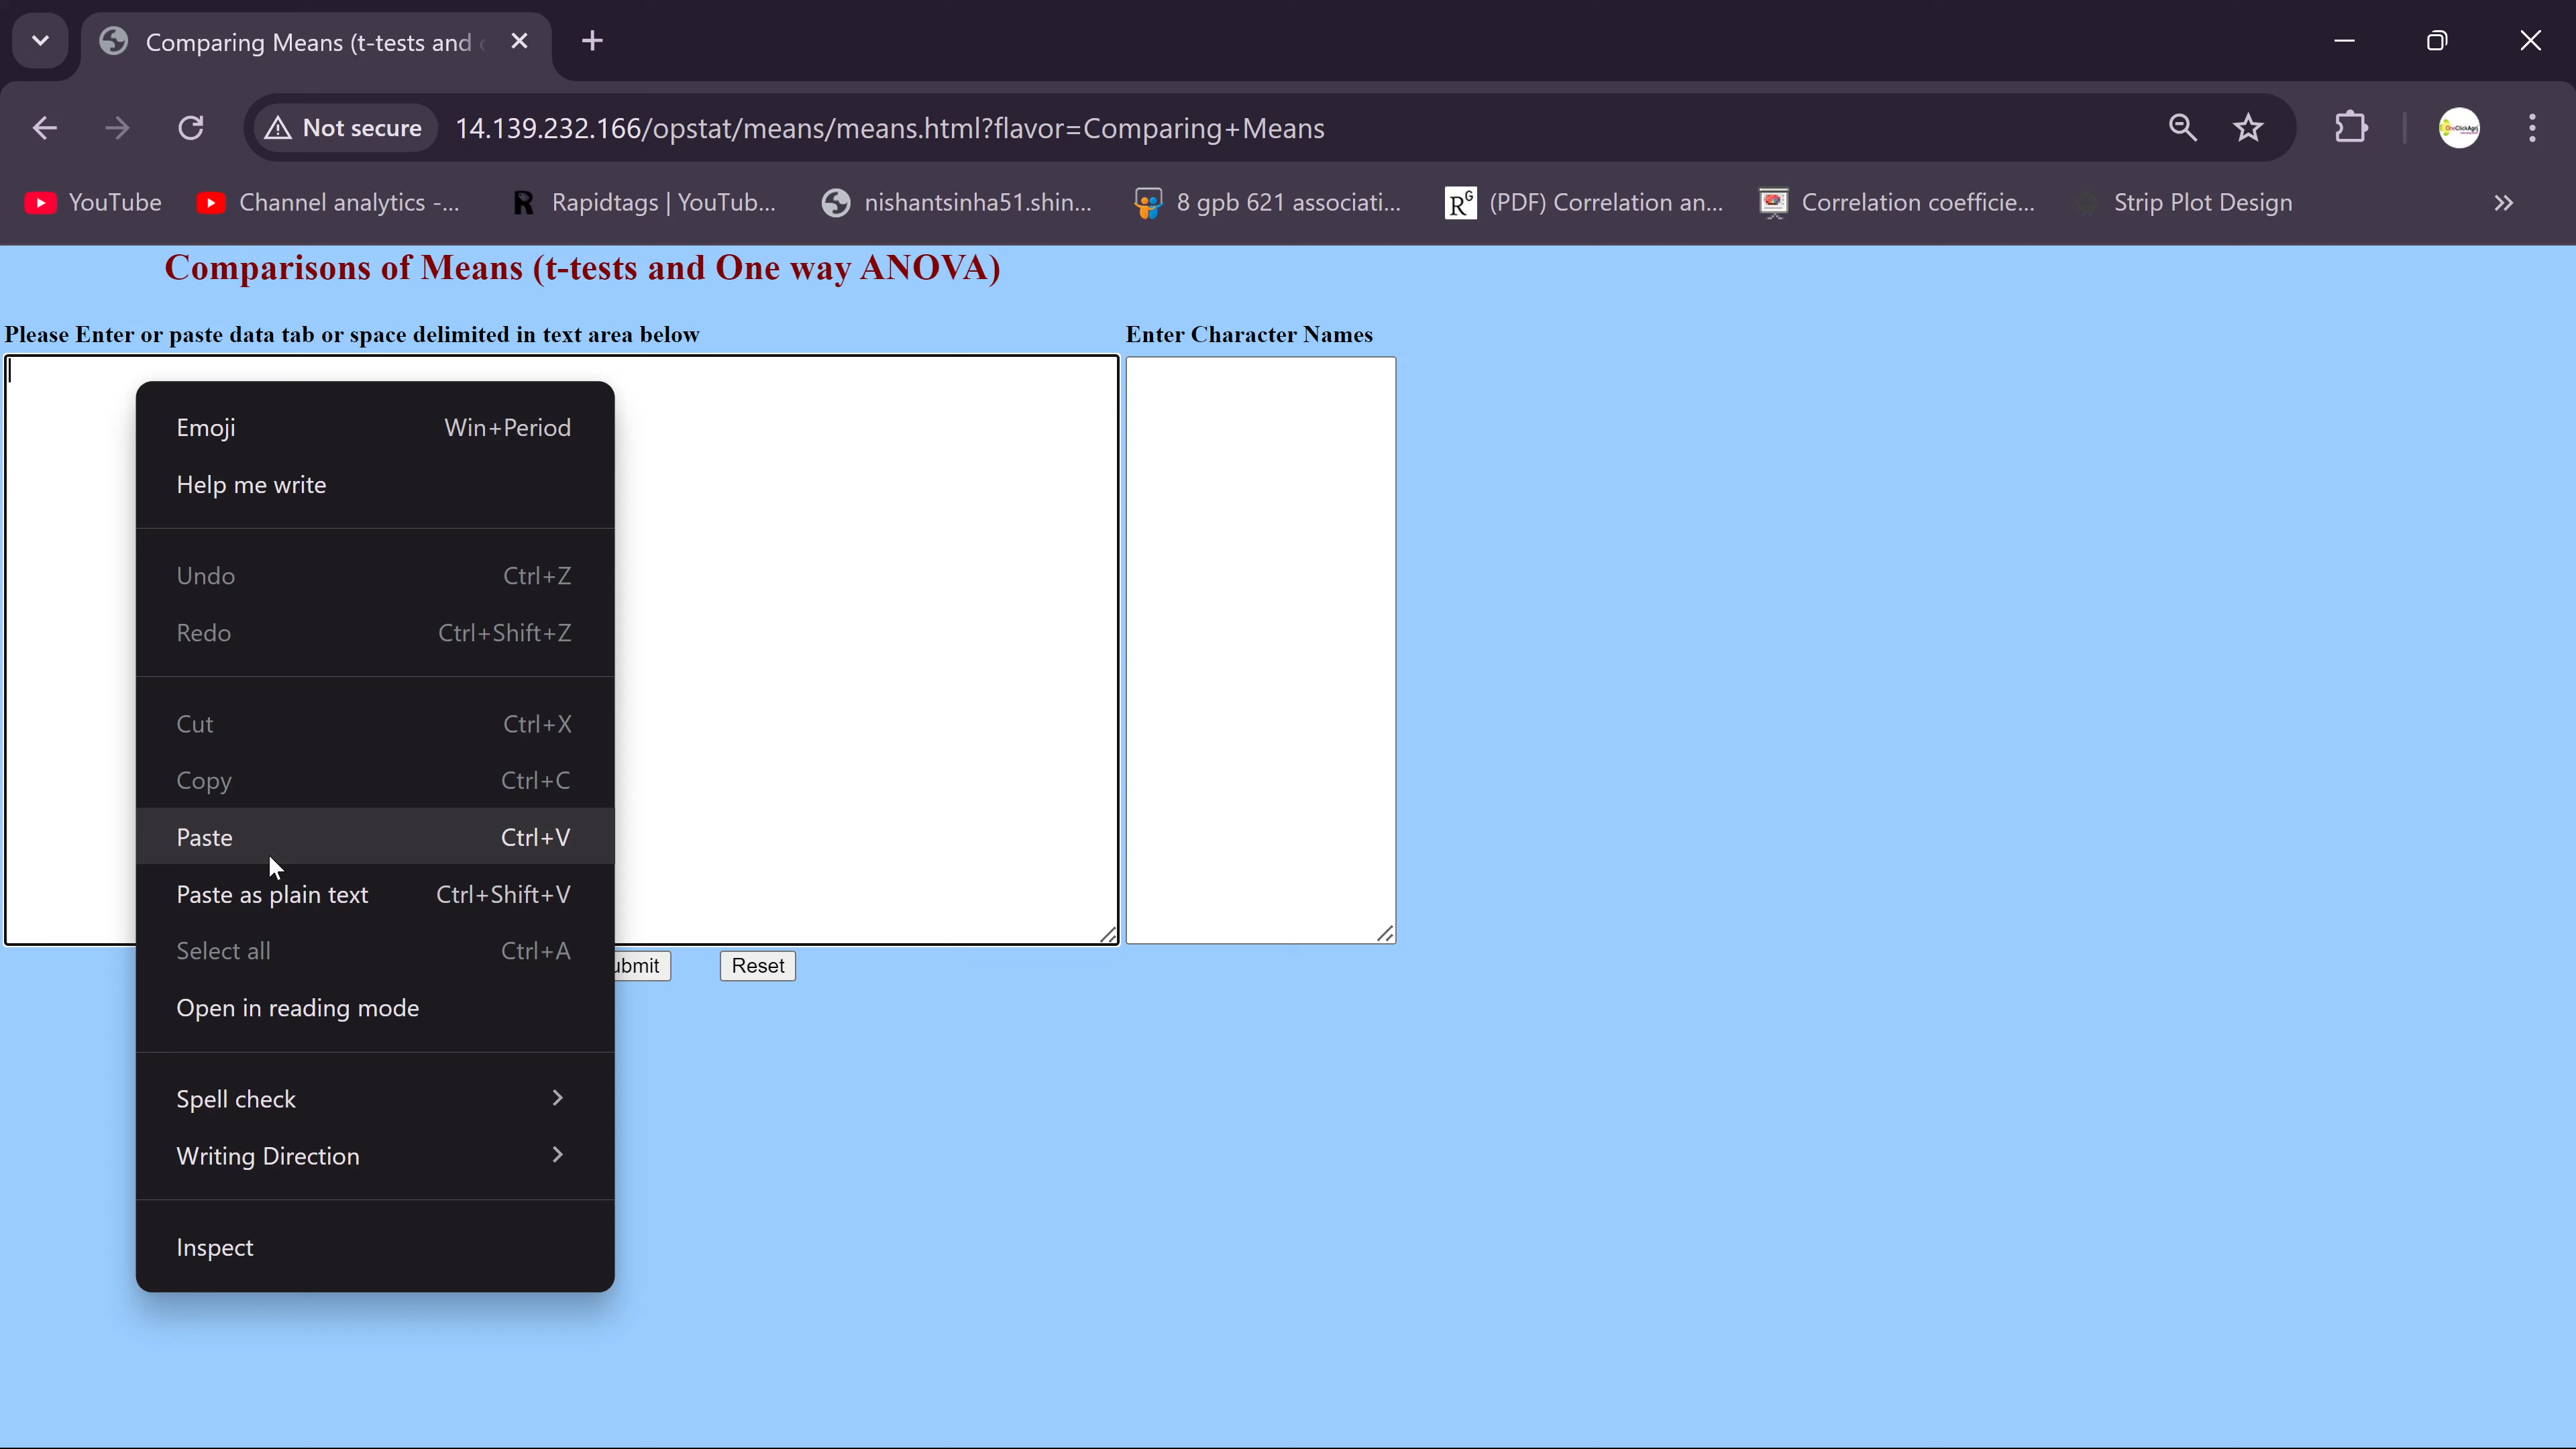 Comparing Means (t-tests and
Not secure
14.139.232.166/opstat/means/means.html?flavor=Comparing+Means
YouTube
Channel analytics -...
Rapidtags | YouTub...
nishantsinha51.shin...
8 gpb 621 associati...
(PDF) Correlation an...
Correlation coefficie...
Strip Plot Design
Comparisons of Means (t-tests and One way ANOVA)
Please Enter or paste data tab or space delimited in text area below
Enter Character Names
Emoji Win+Period
Help me write
Undo Ctrl+Z
Redo Ctrl+Shift+Z
Cut Ctrl+X
Copy Ctrl+C
Paste Ctrl+V
Paste as plain text Ctrl+Shift+V
Select all Ctrl+A
ubmit
Reset
Open in reading mode
Spell check
Writing Direction
Inspect